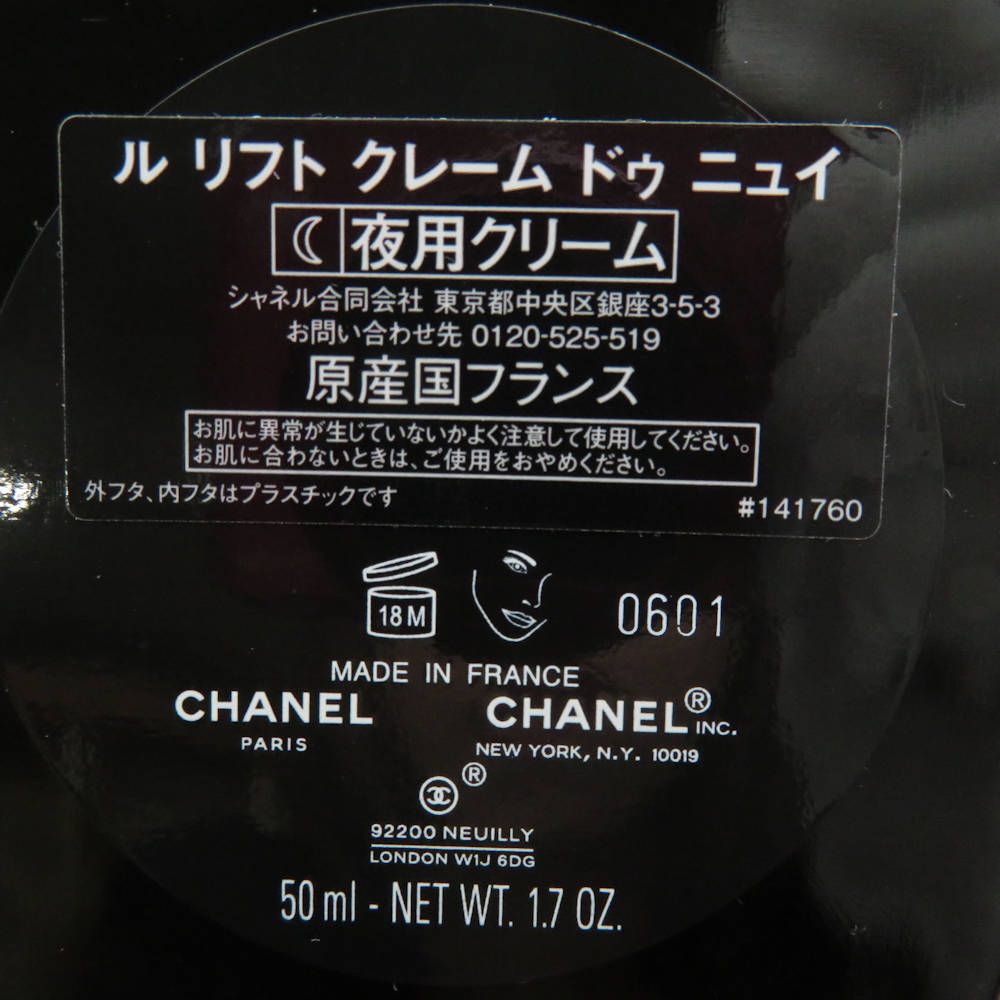 ル リフト クレーム ドゥ ニュイ
夜用クリーム
シャネル合同会社 東京都中央区銀座3-5-3
お問い合わせ先 0120-525-519
原産国フランス
お肌に異常が生じていないかよく注意して使用してください。
お肌に合わないときは、ご使用をおやめください。
外フタ、内フタはプラスチックです
#141760
18 M
0601
MADE IN FRANCE
CHANEL
PARIS
CHANEL® INC.
NEW YORK, N.Y. 10019
®
92200 NEUILLY
LONDON W1J 6DG
50 ml - NET WT. 1.7 OZ.